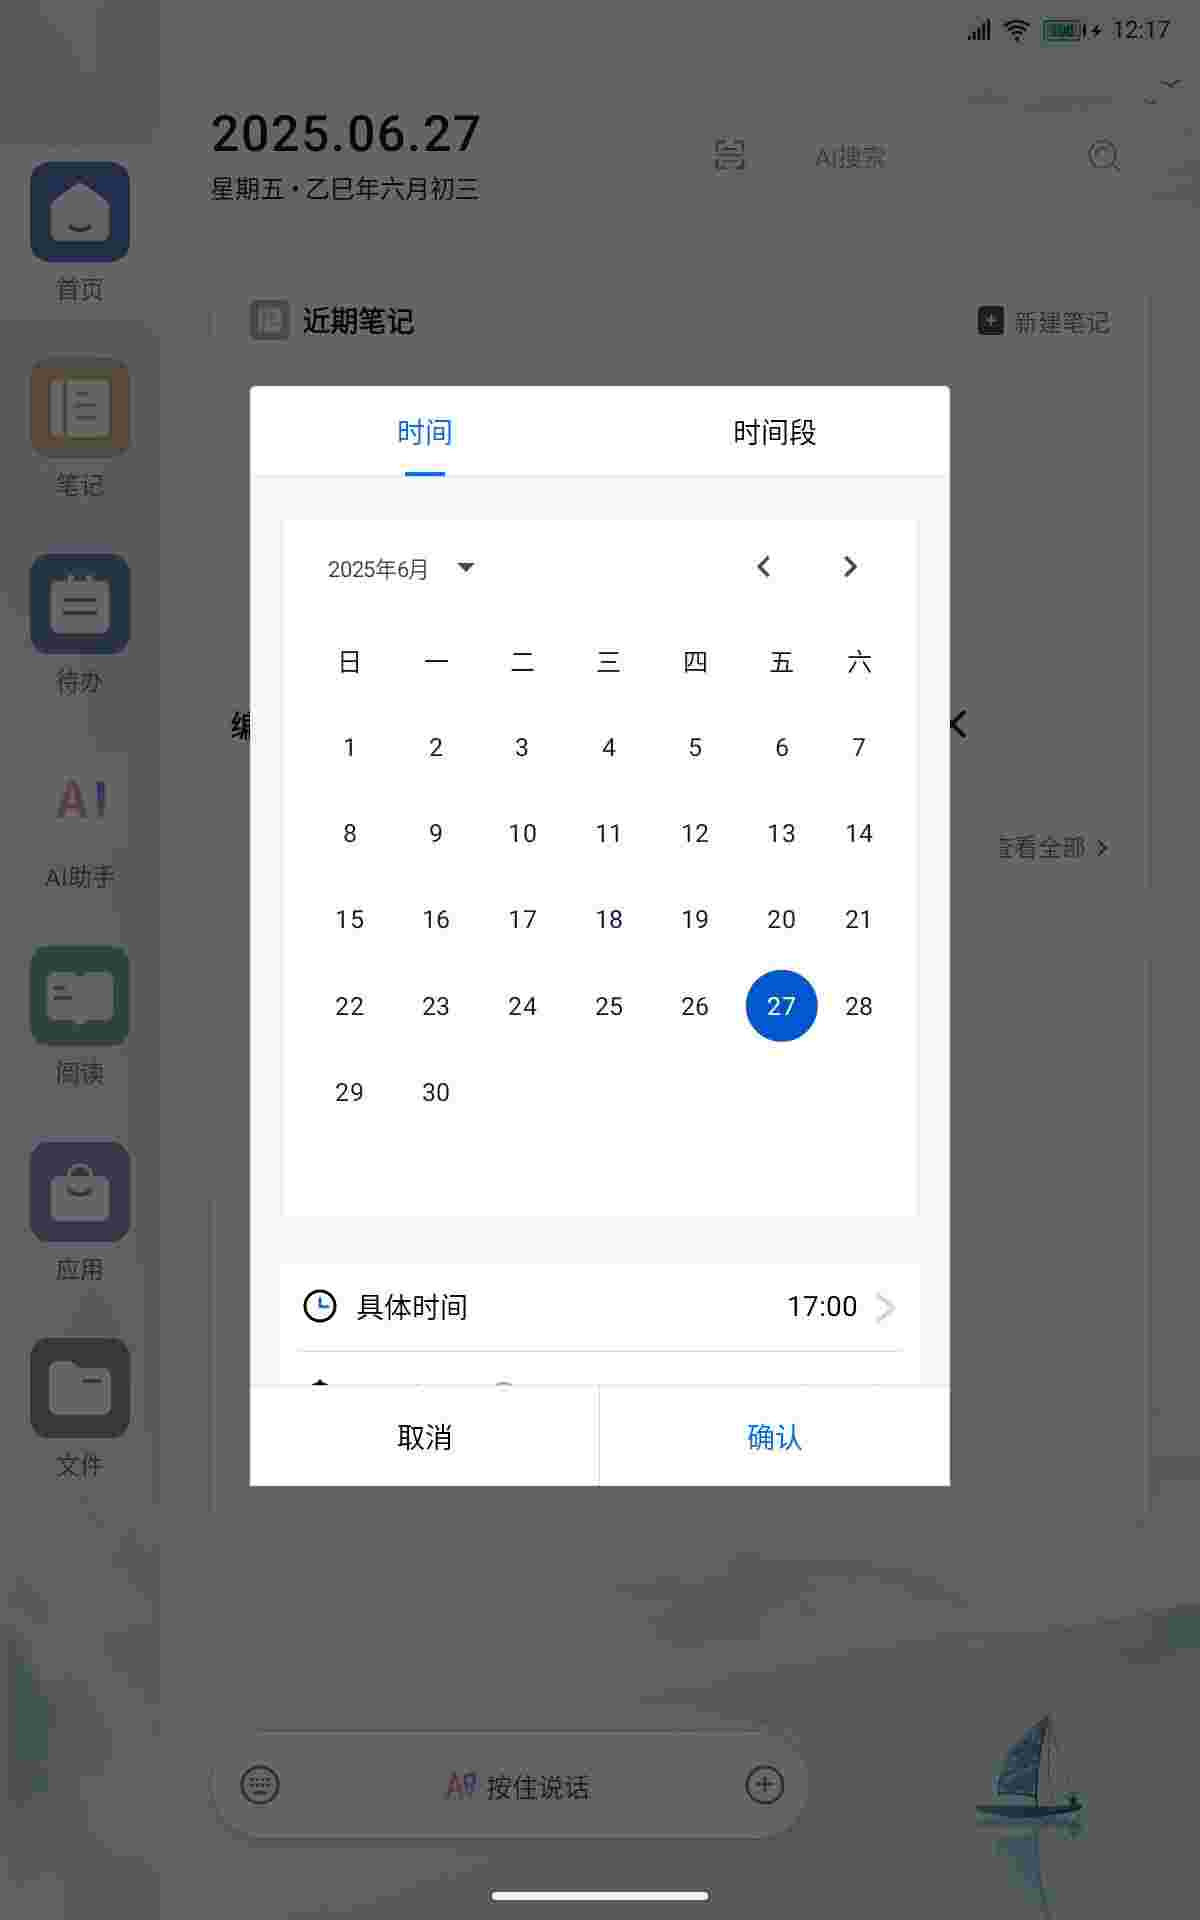 12:17
2025.06.27
星期五·乙巳年六月初三
AI搜索
首页
近期笔记
新建笔记
笔记
待办
AI助手
阅读
应用
文件
时间 时间段
2025年6月
日 一 二 三 四 五 六
1 2 3 4 5 6 7
8 9 10 11 12 13 14
15 16 17 18 19 20 21
22 23 24 25 26 27 28
29 30
编
查看全部
具体时间 17:00
取消 确认
按住说话